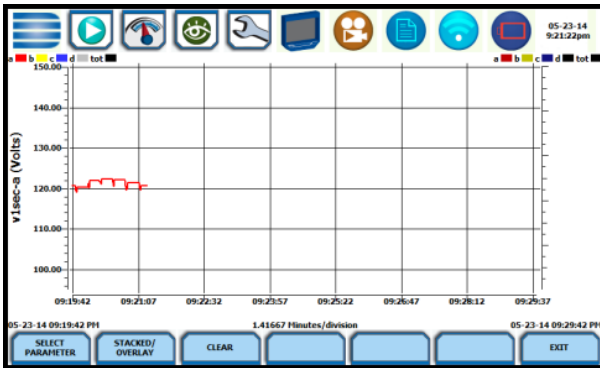 05-23-14
9:21:22pm
a b c d tot
a b c d tot
150.00
140.00
130.00
120.00
110.00
100.00
v1sec-a (Volts)
09:19:42 09:21:07 09:22:32 09:23:57 09:25:22 09:26:47 09:28:12 09:29:37
05-23-14 09:19:42 PM 1.41667 Minutes/division 05-23-14 09:29:42 PM
SELECT PARAMETER
STACKED/ OVERLAY
CLEAR
EXIT